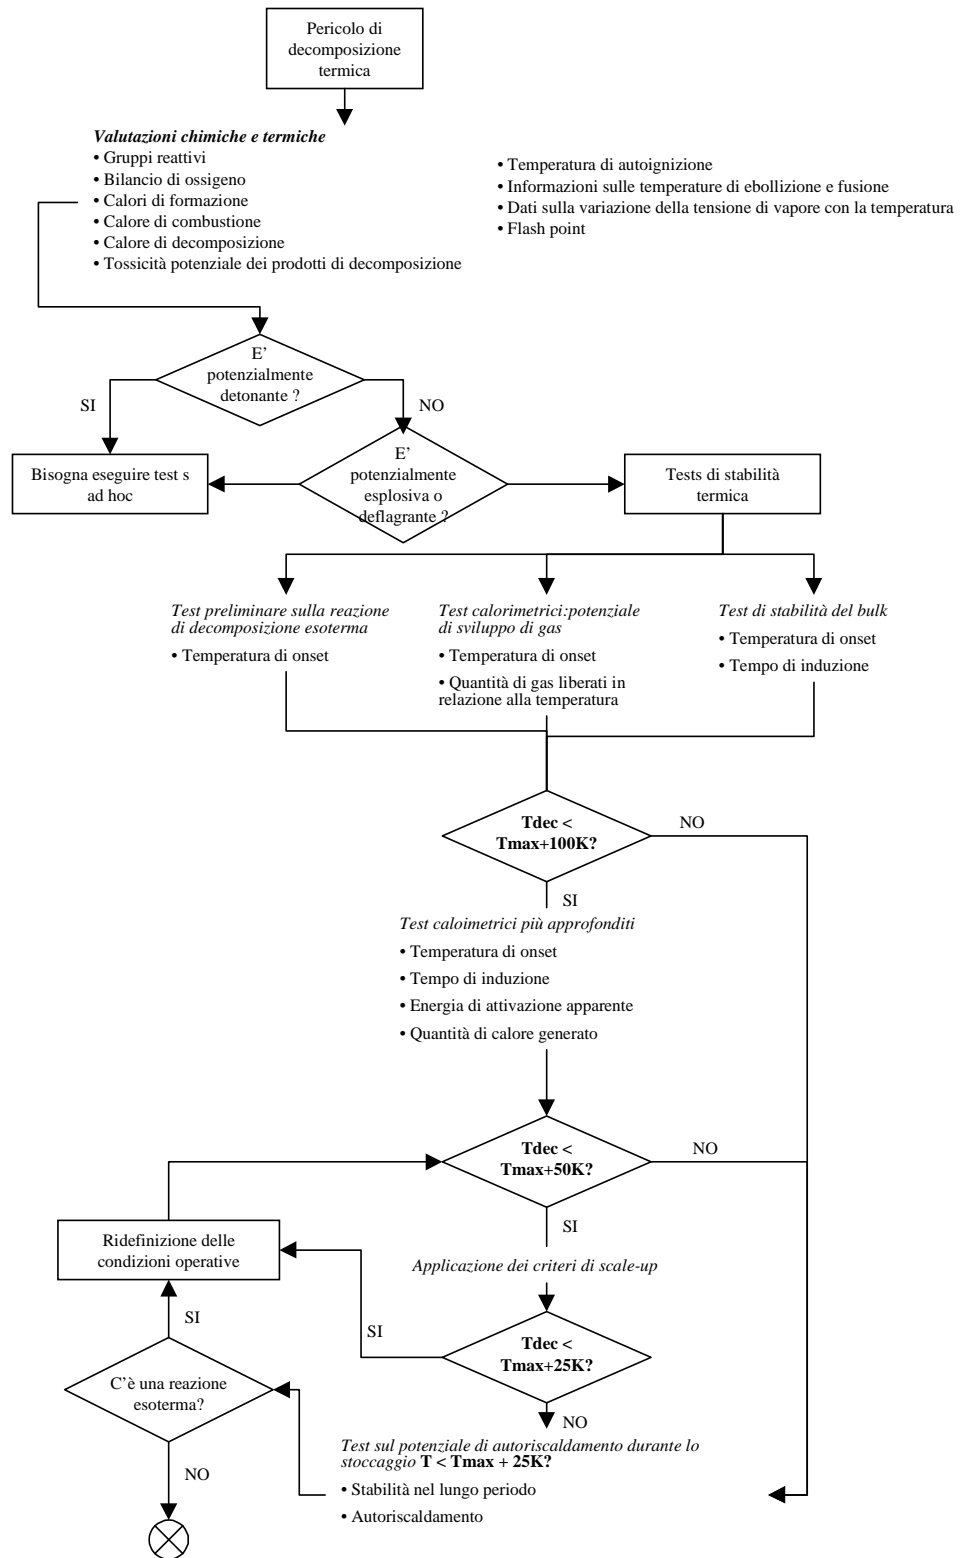 Pericolo di
decomposizione
termica
Valutazioni chimiche e termiche
• Gruppi reattivi
• Bilancio di ossigeno
• Calori di formazione
• Calore di combustione
• Calore di decomposizione
• Tossicità potenziale dei prodotti di decomposizione
• Temperatura di autoignizione
• Informazioni sulle temperature di ebollizione e fusione
• Dati sulla variazione della tensione di vapore con la temperatura
• Flash point
E'
potenzialmente
detonante ?
SI
NO
Bisogna eseguire test s
ad hoc
E'
potenzialmente
esplosiva o
deflagrante ?
Tests di stabilità
termica
Test preliminare sulla reazione
di decomposizione esoterma
• Temperatura di onset
Test calorimetrici:potenziale
di sviluppo di gas
• Temperatura di onset
• Quantità di gas liberati in
relazione alla temperatura
Test di stabilità del bulk
• Temperatura di onset
• Tempo di induzione
Tdec <
Tmax+100K?
NO
SI
Test caloimetrici più approfonditi
• Temperatura di onset
• Tempo di induzione
• Energia di attivazione apparente
• Quantità di calore generato
Tdec <
Tmax+50K?
NO
SI
Ridefinizione delle
condizioni operative
Applicazione dei criteri di scale-up
SI
SI
Tdec <
Tmax+25K?
C'è una reazione
esoterma?
NO
Test sul potenziale di autoriscaldamento durante lo
stoccaggio T < Tmax + 25K?
• Stabilità nel lungo periodo
• Autoriscaldamento
NO